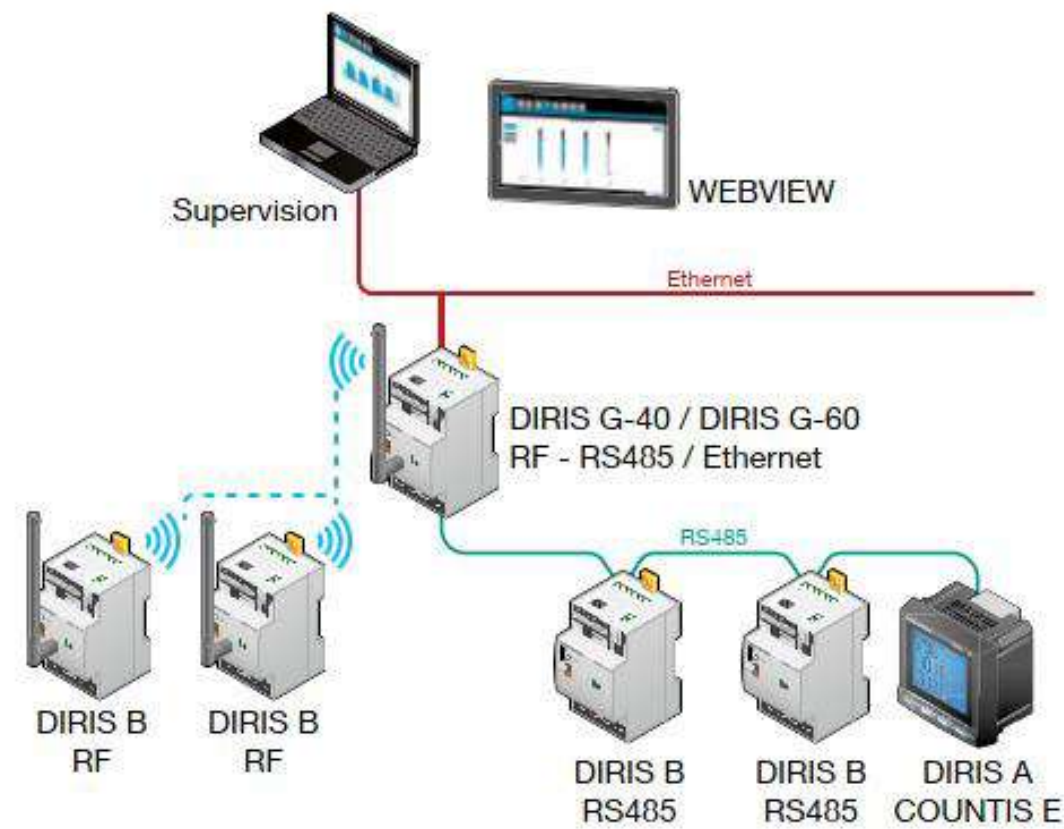 Supervision
WEBVIEW
Ethernet
DIRIS G-40 / DIRIS G-60
RF - RS485 / Ethernet
RS485
DIRIS B
RF
DIRIS B
RF
DIRIS B
RS485
DIRIS B
RS485
DIRIS A
COUNTIS E